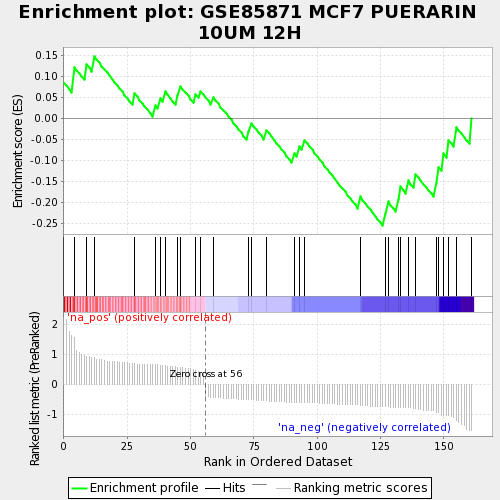 Enrichment plot: GSE85871 MCF7 PUERARIN
10UM 12H
Enrichment score (ES)
0.15
0.10
0.05
0.00
-0.05
-0.10
-0.15
-0.20
-0.25
'na_pos' (positively correlated)
Ranked list metric (PreRanked)
2
1
0
-1
Zero cross at 56
'na_neg' (negatively correlated)
0
25
50
75
100
125
150
Rank in Ordered Dataset
Enrichment profile
Hits
Ranking metric scores